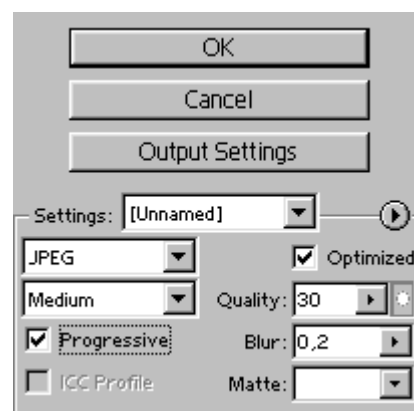 OK
Cancel
Output Settings
Settings: [Unnamed]
JPEG Optimized
Medium Quality: 30
Progressive Blur: 0,2
ICC Profile Matte: